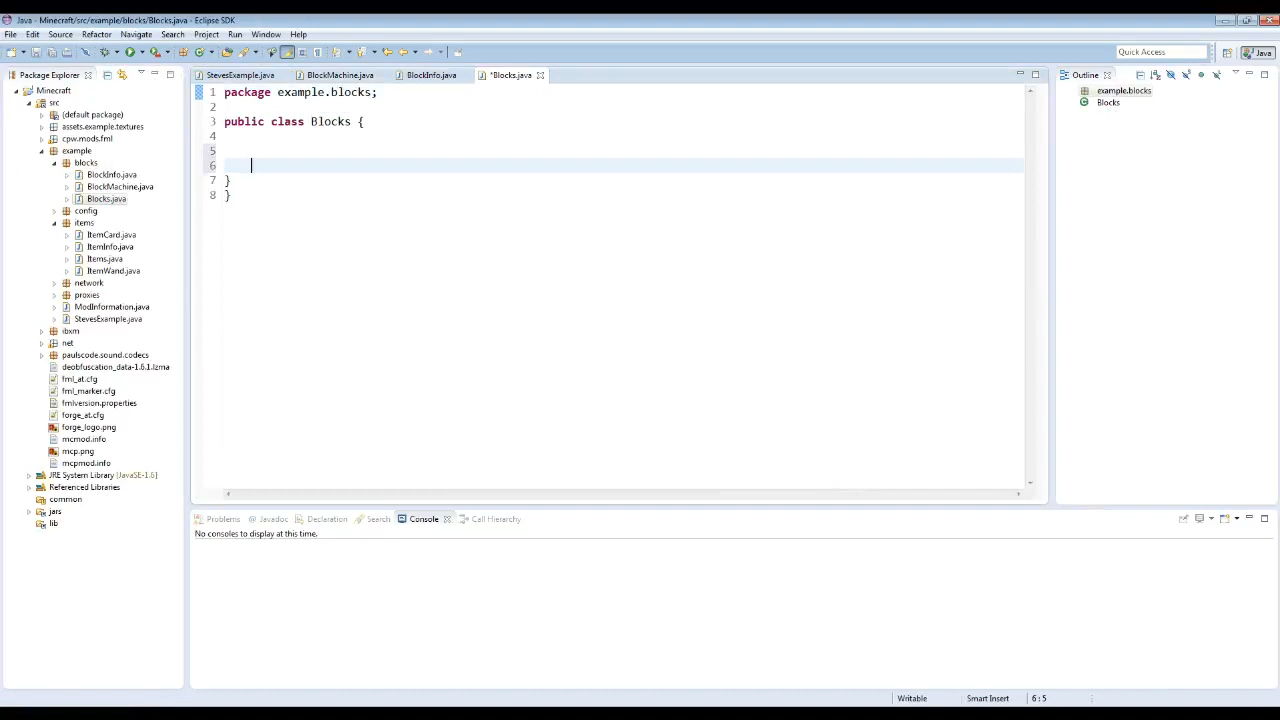 Java - Minecraft/src/example/blocks/Blocks.java - Eclipse SDK
File Edit Source Refactor Navigate Search Project Run Window Help
Quick Access
Java
Package Explorer
StevesExample.java
BlockMachine.java
BlockInfo.java
*Blocks.java
Outline
Minecraft
src
(default package)
assets.example.textures
cpw.mods.fml
example
blocks
BlockInfo.java
BlockMachine.java
Blocks.java
config
items
ItemCard.java
ItemInfo.java
Items.java
ItemWand.java
network
proxies
ModInformation.java
StevesExample.java
ibxm
net
paulscode.sound.codecs
deobfuscation_data-1.6.1.lzma
fml_at.cfg
fml_marker.cfg
fmlversion.properties
forge_at.cfg
forge_logo.png
mcmod.info
mcp.png
mcpmod.info
JRE System Library [JavaSE-1.6]
Referenced Libraries
common
jars
lib
1 package example.blocks;
2
3 public class Blocks {
4
5
6
7 }
8 }
example.blocks
Blocks
Problems Javadoc Declaration Search Console Call Hierarchy
No consoles to display at this time.
Writable Smart Insert 6 : 5